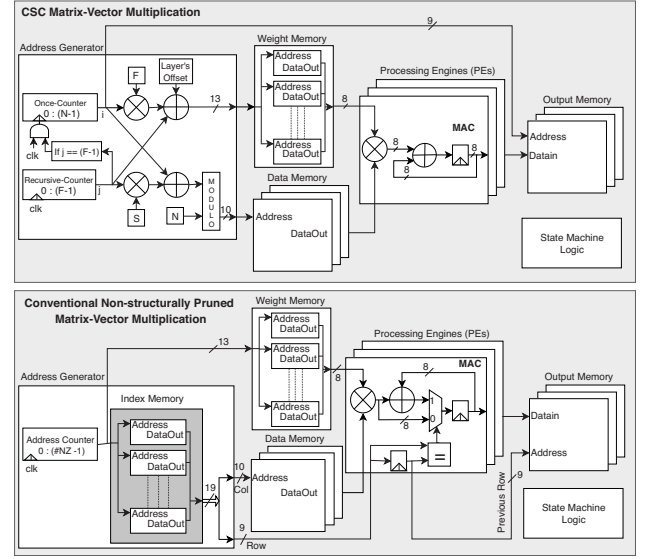 CSC Matrix-Vector Multiplication
9
Address Generator
F
Layer's
Offset
Weight Memory
Address
DataOut
Address
DataOut
Address
DataOut
Processing Engines (PEs)
Output Memory
Once-Counter
0 : (N-1)
i
13
8
MAC
8
8
8
Address
Datain
clk
If j == (F-1)
Recursive-Counter
0 : (F-1)
j
clk
S
N
MODULO
10
Data Memory
Address
DataOut
State Machine
Logic
Conventional Non-structurally Pruned
Matrix-Vector Multiplication
Weight Memory
Address
DataOut
Address
DataOut
Address
DataOut
13
8
Processing Engines (PEs)
MAC
8
8
1
0
=
Output Memory
Datain
Address
Address Generator
Index Memory
Address
DataOut
Address
DataOut
Address
DataOut
Address Counter
0 : (#NZ -1)
clk
19
10
Col
9
Row
Data Memory
Address
DataOut
Previous Row
9
State Machine
Logic